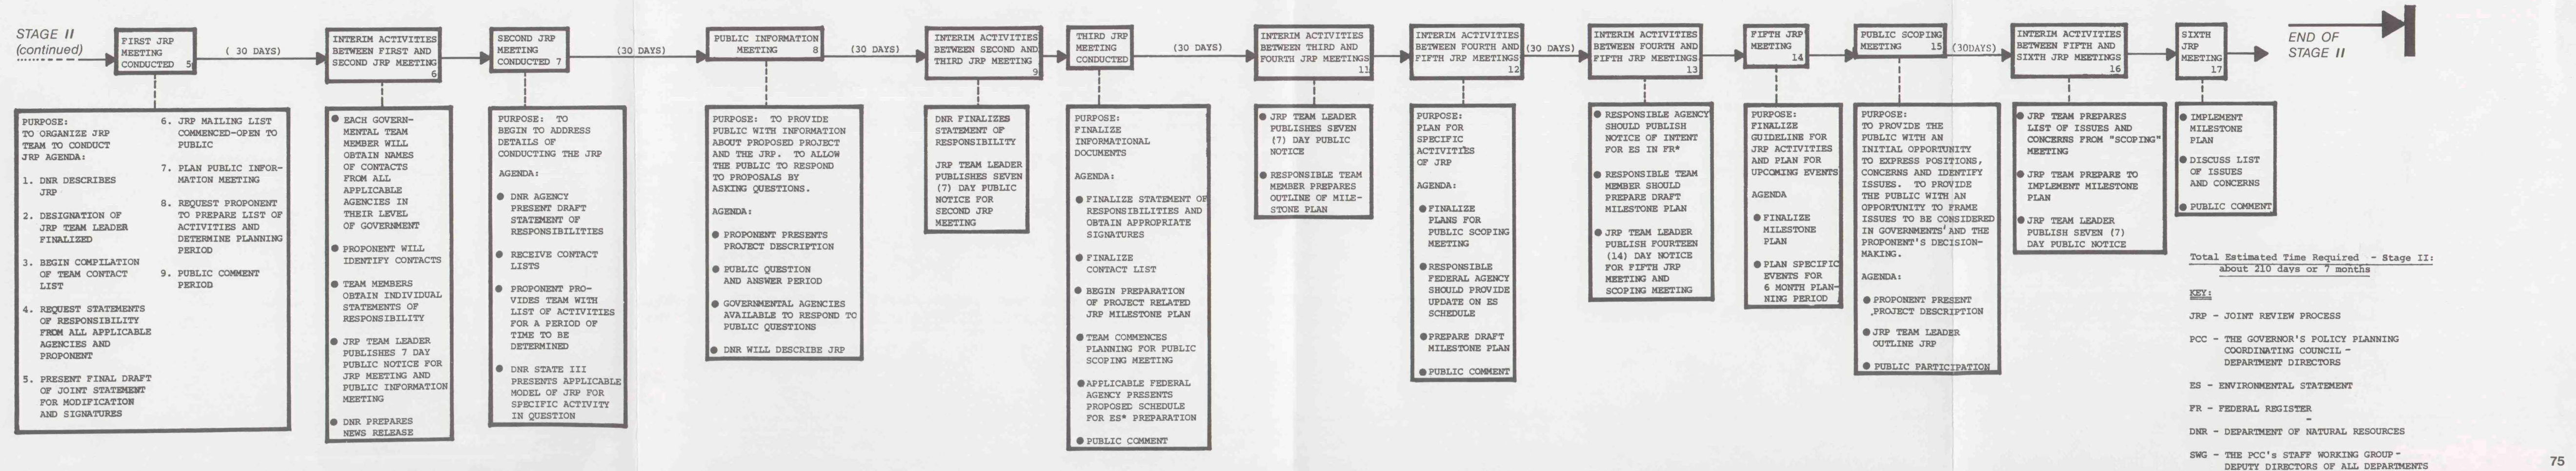 STAGE II
(continued)
FIRST JRP
MEETING
CONDUCTED 5
( 30 DAYS)
INTERIM ACTIVITIES
BETWEEN FIRST AND
SECOND JRP MEETING
6
SECOND JRP
MEETING
CONDUCTED 7
(30 DAYS)
PUBLIC INFORMATION
MEETING 8
(30 DAYS)
INTERIM ACTIVITIES
BETWEEN SECOND AND
THIRD JRP MEETING
9
THIRD JRP
MEETING
CONDUCTED
(30 DAYS)
INTERIM ACTIVITIES
BETWEEN THIRD AND
FOURTH JRP MEETINGS
11
INTERIM ACTIVITIES
BETWEEN FOURTH AND
FIFTH JRP MEETINGS
12
(30 DAYS)
INTERIM ACTIVITIES
BETWEEN FOURTH AND
FIFTH JRP MEETINGS
13
FIFTH JRP
MEETING
14
PUBLIC SCOPING
MEETING 15
(30DAYS)
INTERIM ACTIVITIES
BETWEEN FIFTH AND
SIXTH JRP MEETINGS
16
SIXTH
JRP
MEETING
17
END OF
STAGE II
PURPOSE:
TO ORGANIZE JRP
TEAM TO CONDUCT
JRP AGENDA:
1. DNR DESCRIBES
JRP
2. DESIGNATION OF
JRP TEAM LEADER
FINALIZED
3. BEGIN COMPILATION
OF TEAM CONTACT
LIST
4. REQUEST STATEMENTS
OF RESPONSIBILITY
FROM ALL APPLICABLE
AGENCIES AND
PROPONENT
5. PRESENT FINAL DRAFT
OF JOINT STATEMENT
FOR MODIFICATION
AND SIGNATURES
6. JRP MAILING LIST
COMMENCED-OPEN TO
PUBLIC
7. PLAN PUBLIC INFOR-
MATION MEETING
8. REQUEST PROPONENT
TO PREPARE LIST OF
ACTIVITIES AND
DETERMINE PLANNING
PERIOD
9. PUBLIC COMMENT
PERIOD
● EACH GOVERN-
MENTAL TEAM
MEMBER WILL
OBTAIN NAMES
OF CONTACTS
FROM ALL
APPLICABLE
AGENCIES IN
THEIR LEVEL
OF GOVERNMENT
● PROPONENT WILL
IDENTIFY CONTACTS
● TEAM MEMBERS
OBTAIN INDIVIDUAL
STATEMENTS OF
RESPONSIBILITY
● JRP TEAM LEADER
PUBLISHES 7 DAY
PUBLIC NOTICE FOR
JRP MEETING AND
PUBLIC INFORMATION
MEETING
● DNR PREPARES
NEWS RELEASE
PURPOSE: TO
BEGIN TO ADDRESS
DETAILS OF
CONDUCTING THE JRP
AGENDA:
● DNR AGENCY
PRESENT DRAFT
STATEMENT OF
RESPONSIBILITIES
● RECEIVE CONTACT
LISTS
● PROPONENT PRO-
VIDES TEAM WITH
LIST OF ACTIVITIES
FOR A PERIOD OF
TIME TO BE
DETERMINED
● DNR STATE III
PRESENTS APPLICABLE
MODEL OF JRP FOR
SPECIFIC ACTIVITY
IN QUESTION
PURPOSE: TO PROVIDE
PUBLIC WITH INFORMATION
ABOUT PROPOSED PROJECT
AND THE JRP. TO ALLOW
THE PUBLIC TO RESPOND
TO PROPOSALS BY
ASKING QUESTIONS.
AGENDA:
● PROPONENT PRESENTS
PROJECT DESCRIPTION
● PUBLIC QUESTION
AND ANSWER PERIOD
● GOVERNMENTAL AGENCIES
AVAILABLE TO RESPOND TO
PUBLIC QUESTIONS
● DNR WILL DESCRIBE JRP
DNR FINALIZES
STATEMENT OF
RESPONSIBILITY
JRP TEAM LEADER
PUBLISHES SEVEN
(7) DAY PUBLIC
NOTICE FOR
SECOND JRP
MEETING
PURPOSE:
FINALIZE
INFORMATIONAL
DOCUMENTS
AGENDA:
● FINALIZE STATEMENT OF
RESPONSIBILITIES AND
OBTAIN APPROPRIATE
SIGNATURES
● FINALIZE
CONTACT LIST
● BEGIN PREPARATION
OF PROJECT RELATED
JRP MILESTONE PLAN
● TEAM COMMENCES
PLANNING FOR PUBLIC
SCOPING MEETING
● APPLICABLE FEDERAL
AGENCY PRESENTS
PROPOSED SCHEDULE
FOR ES* PREPARATION
● PUBLIC COMMENT
● JRP TEAM LEADER
PUBLISHES SEVEN
(7) DAY PUBLIC
NOTICE
● RESPONSIBLE TEAM
MEMBER PREPARES
OUTLINE OF MILE-
STONE PLAN
PURPOSE:
PLAN FOR
SPECIFIC
ACTIVITIES
OF JRP
AGENDA:
● FINALIZE
PLANS FOR
PUBLIC SCOPING
MEETING
● RESPONSIBLE
FEDERAL AGENCY
SHOULD PROVIDE
UPDATE ON ES
SCHEDULE
● PREPARE DRAFT
MILESTONE PLAN
● PUBLIC COMMENT
● RESPONSIBLE AGENCY
SHOULD PUBLISH
NOTICE OF INTENT
FOR ES IN FR*
● RESPONSIBLE TEAM
MEMBER SHOULD
PREPARE DRAFT
MILESTONE PLAN
● JRP TEAM LEADER
PUBLISH FOURTEEN
(14) DAY NOTICE
FOR FIFTH JRP
MEETING AND
SCOPING MEETING
PURPOSE:
FINALIZE
GUIDELINE FOR
JRP ACTIVITIES
AND PLAN FOR
UPCOMING EVENTS
AGENDA
● FINALIZE
MILESTONE
PLAN
● PLAN SPECIFIC
EVENTS FOR
6 MONTH PLAN-
NING PERIOD
PURPOSE:
TO PROVIDE THE
PUBLIC WITH AN
INITIAL OPPORTUNITY
TO EXPRESS POSITIONS,
CONCERNS AND IDENTIFY
ISSUES. TO PROVIDE
THE PUBLIC WITH AN
OPPORTUNITY TO FRAME
ISSUES TO BE CONSIDERED
IN GOVERNMENTS' AND THE
PROPONENT'S DECISION-
MAKING.
AGENDA:
● PROPONENT PRESENT
PROJECT DESCRIPTION
● JRP TEAM LEADER
OUTLINE JRP
● PUBLIC PARTICIPATION
● JRP TEAM PREPARES
LIST OF ISSUES AND
CONCERNS FROM "SCOPING"
MEETING
● JRP TEAM PREPARE TO
IMPLEMENT MILESTONE
PLAN
● JRP TEAM LEADER
PUBLISH SEVEN (7)
DAY PUBLIC NOTICE
● IMPLEMENT
MILESTONE
PLAN
● DISCUSS LIST
OF ISSUES
AND CONCERNS
● PUBLIC COMMENT
Total Estimated Time Required - Stage II:
about 210 days or 7 months
KEY:
JRP - JOINT REVIEW PROCESS
PCC - THE GOVERNOR'S POLICY PLANNING
COORDINATING COUNCIL -
DEPARTMENT DIRECTORS
ES - ENVIRONMENTAL STATEMENT
FR - FEDERAL REGISTER
DNR - DEPARTMENT OF NATURAL RESOURCES
SWG - THE PCC's STAFF WORKING GROUP-
DEPUTY DIRECTORS OF ALL DEPARTMENTS
75